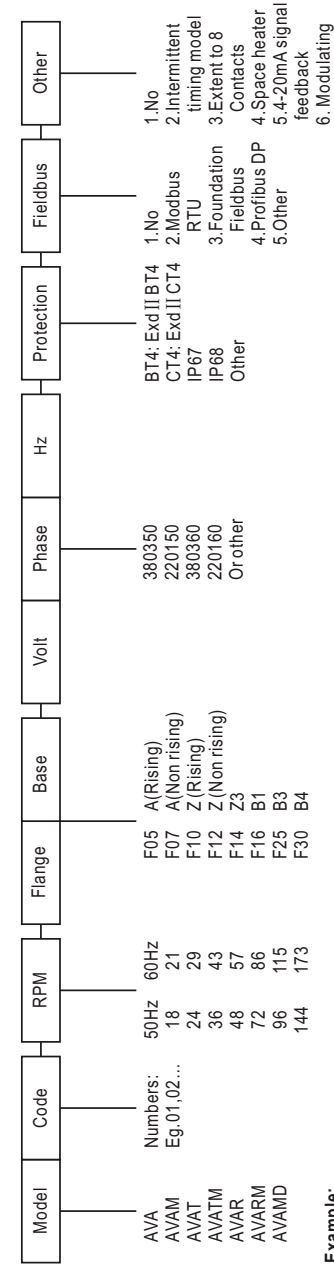 Model
Code
RPM
Flange
Base
Volt
Phase
Hz
Protection
Fieldbus
Other
AVA
AVAM
AVAT
AVATM
AVAR
AVARM
AVAMD
Numbers:
Eg.01,02...
50Hz 60Hz
18 21
24 29
36 43
48 57
72 86
96 115
144 173
F05 A(Rising)
F07 A(Non rising)
F10 Z (Rising)
F12 Z (Non rising)
F14 Z3
F16 B1
F25 B3
F30 B4
380350
220150
380360
220160
Or other
BT4: Exd II BT4
CT4: Exd II CT4
IP67
IP68
Other
1.No
2.Modbus
RTU
3.Foundation
Fieldbus
4.Profibus DP
5.Other
1.No
2.Intermittent
timing model
3.Extent to 8
Contacts
4.Space heater
5.4-20mA signal
feedback
6. Modulating
Example: